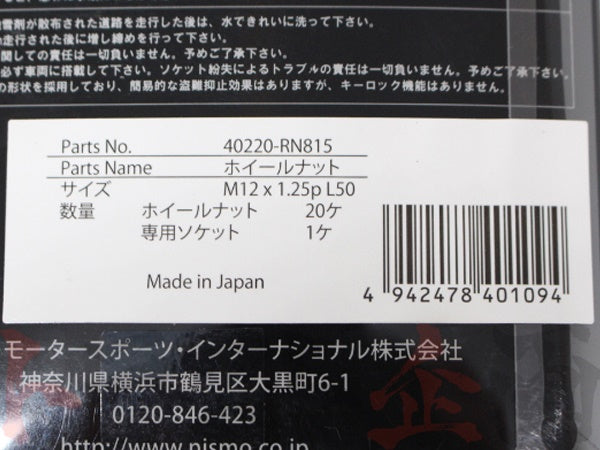 雪剤が散布された道路を走行した後は、水できれいに洗って下さい。
走行された後に増し締めを行って下さい。
関しての責任は一切負いません。予めご了承下さい。
必ず車両に搭載して下さい。ソケット紛失によるトラブルの責任は一切負いません。予めご了承下さい。
の形状を採用しており、簡易的な盗難抑止効果はありますが、キーロック機能はありません。
Parts No. 40220-RN815
Parts Name ホイールナット
サイズ M12 x 1.25p L50
数量 ホイールナット 20ケ
専用ソケット 1ケ
Made in Japan
4 942478 401094
モータースポーツ・インターナショナル株式会社
神奈川県横浜市鶴見区大黒町6-1
0120-846-423
http://www.nismo.co.jp
企